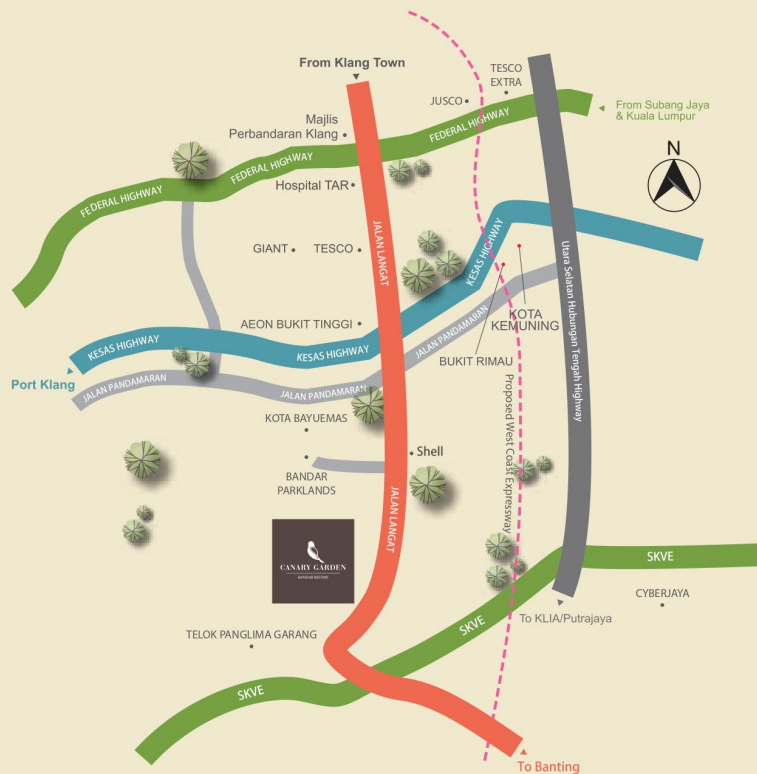 From Klang Town
TESCO
EXTRA
JUSCO
From Subang Jaya
& Kuala Lumpur
Majlis
Perbandaran Klang
FEDERAL HIGHWAY
FEDERAL HIGHWAY
FEDERAL HIGHWAY
N
Hospital TAR
JALAN LANGAT
GIANT
TESCO
KESAS HIGHWAY
Utara Selatan Hubungan Tengah Highway
KOTA
KEMUNING
AEON BUKIT TINGGI
JALAN PANDAMARAN
BUKIT RIMAU
KESAS HIGHWAY
KESAS HIGHWAY
Port Klang
JALAN PANDAMARAN
JALAN PANDAMARAN
Proposed West Coast Expressway
KOTA BAYUEMAS
Shell
BANDAR
PARKLANDS
JALAN LANGAT
CANARY GARDEN
BANDAR BESTARI
SKVE
CYBERJAYA
To KLIA/Putrajaya
SKVE
TELOK PANGLIMA GARANG
SKVE
To Banting